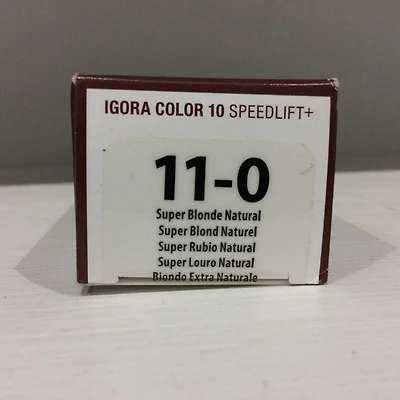 IGORA COLOR 10 SPEEDLIFT+
11-0
Super Blonde Natural
Super Blond Naturel
Super Rubio Natural
Super Louro Natural
Biondo Extra Naturale